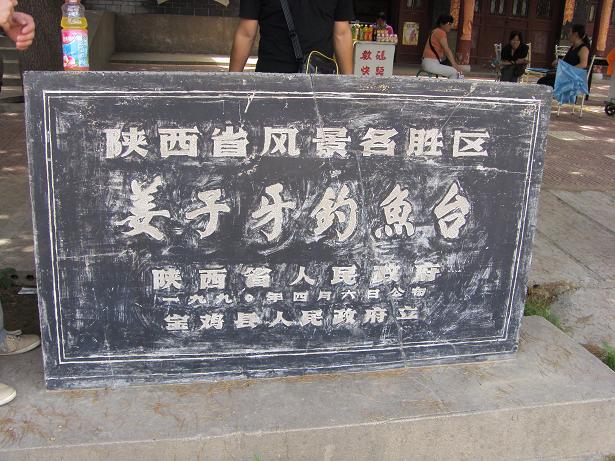 陕西省风景名胜区
姜子牙钓魚台
陕西省人民政府
一九九〇年四月六日公布
宝鸡县人民政府立